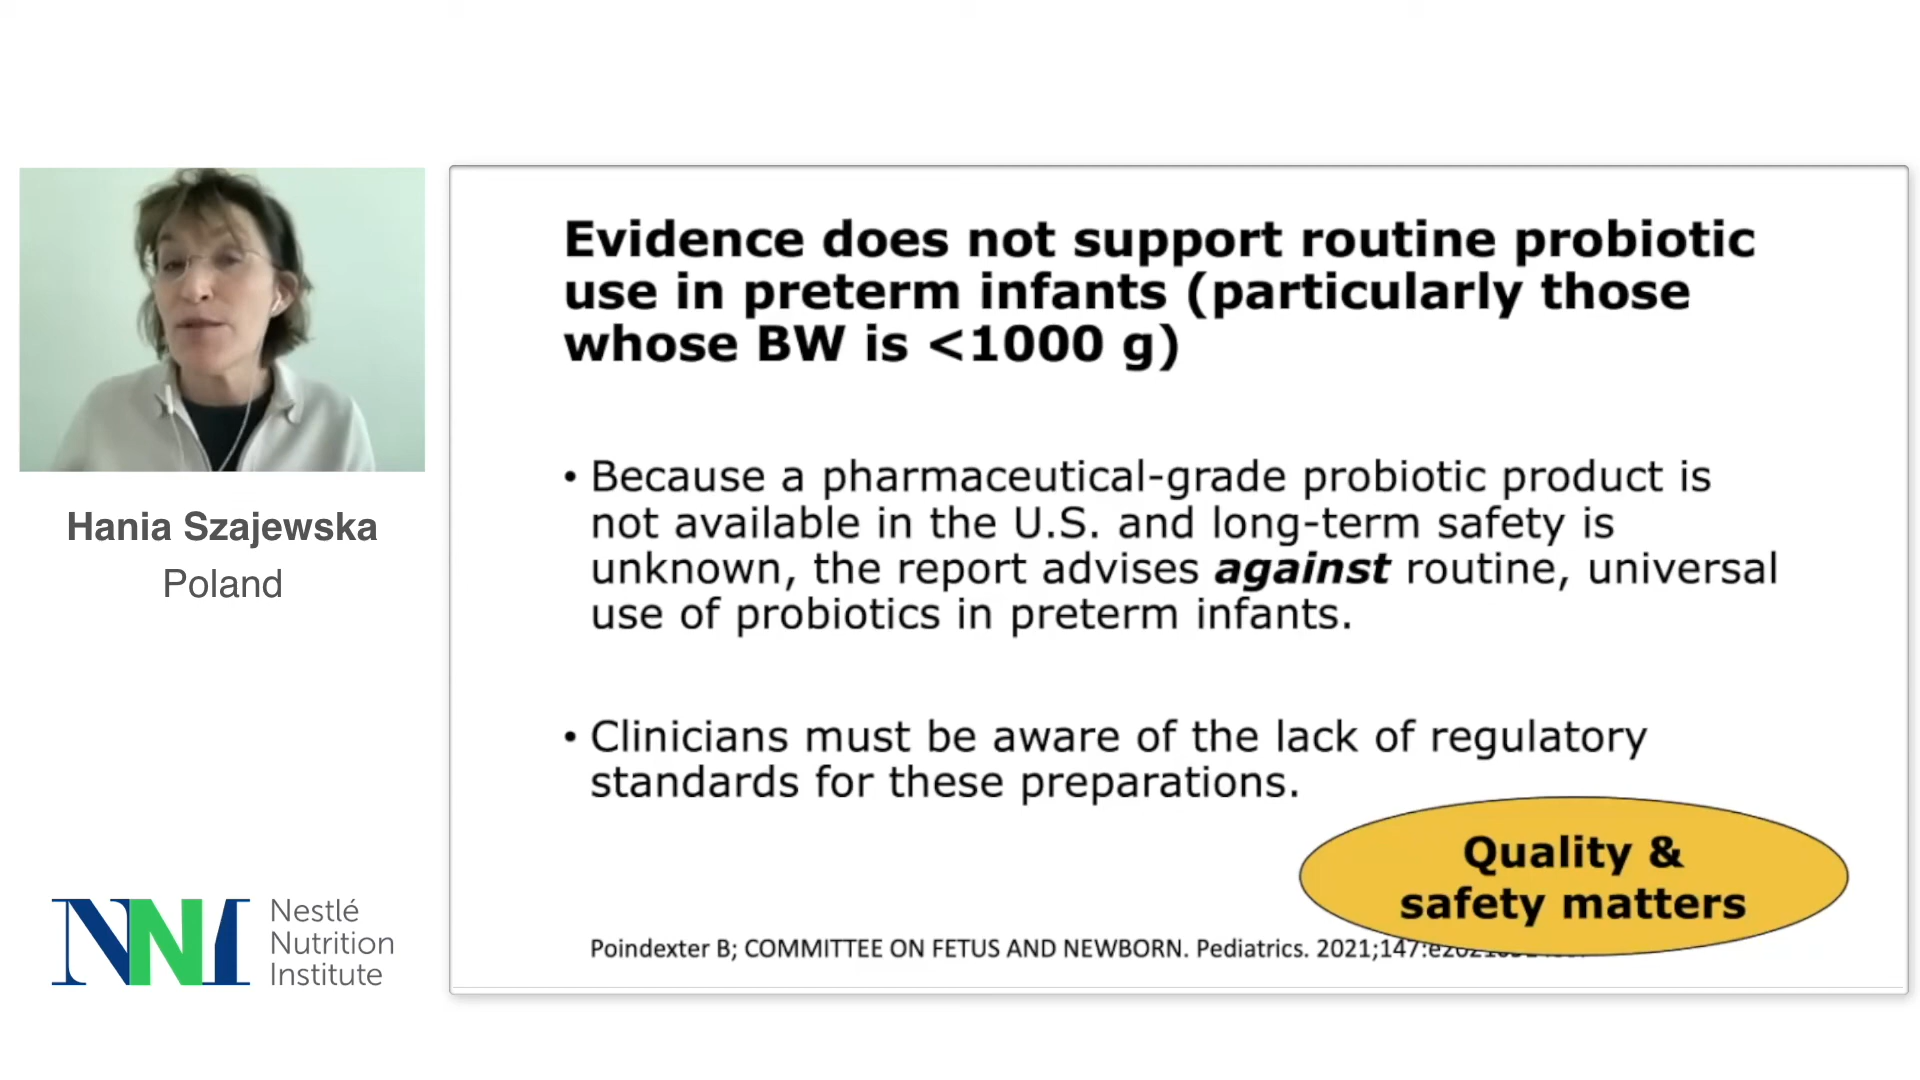 Evidence does not support routine probiotic
use in preterm infants (particularly those
whose BW is <1000 g)
• Because a pharmaceutical-grade probiotic product is
not available in the U.S. and long-term safety is
unknown, the report advises against routine, universal
use of probiotics in preterm infants.
• Clinicians must be aware of the lack of regulatory
standards for these preparations.
Quality &
safety matters
Poindexter B; COMMITTEE ON FETUS AND NEWBORN. Pediatrics. 2021;147:
Hania Szajewska
Poland
NNI
Nestlé
Nutrition
Institute